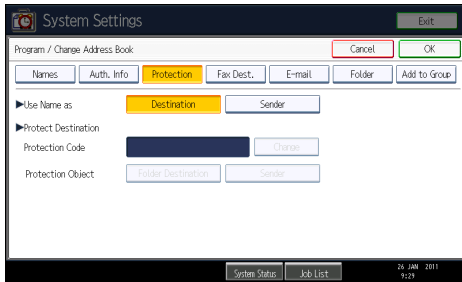 System Settings
Exit
Program / Change Address Book
Cancel
OK
Names
Auth. Info
Protection
Fax Dest.
E-mail
Folder
Add to Group
▶Use Name as
Destination
Sender
▶Protect Destination
Protection Code
Change
Protection Object
Folder Destination
Sender
System Status
Job List
26 JAN 2011
9:29